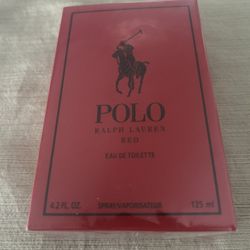 POLO
RALPH LAUREN
RED
EAU DE TOILETTE
4.2 FL. OZ. SPRAY/VAPORISATEUR 125 ml